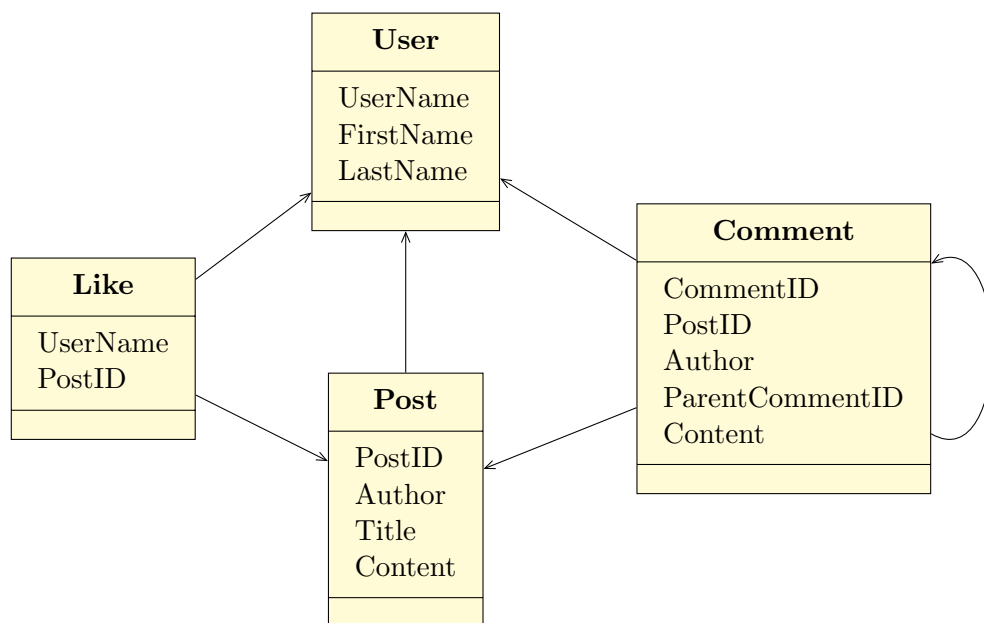 User
UserName
FirstName
LastName
Like
UserName
PostID
Post
PostID
Author
Title
Content
Comment
CommentID
PostID
Author
ParentCommentID
Content